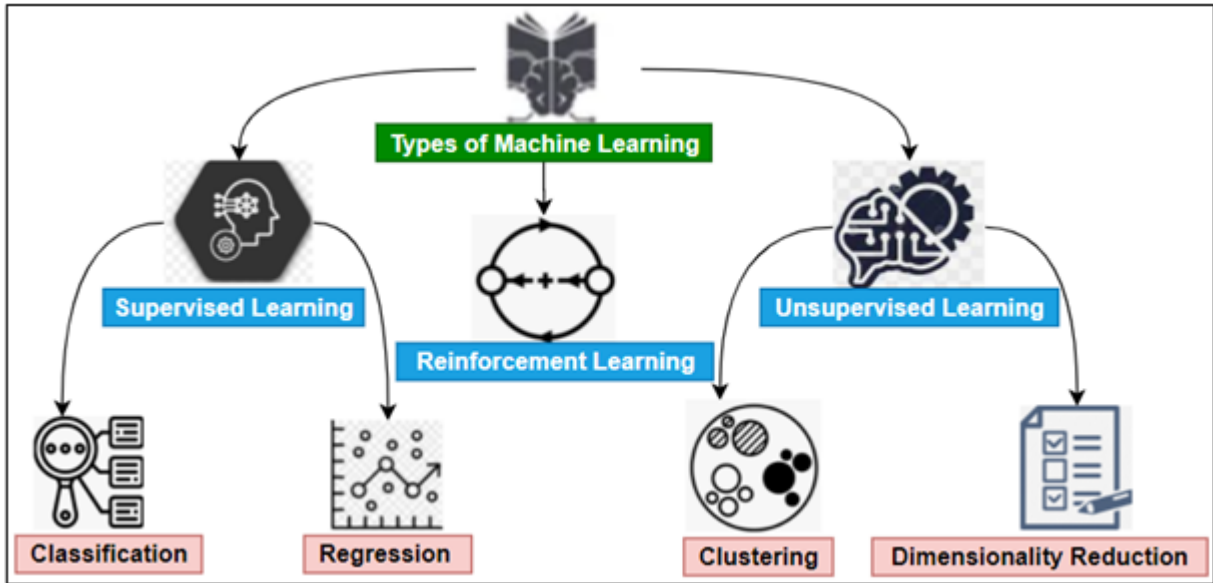 Types of Machine Learning
Supervised Learning
Reinforcement Learning
Unsupervised Learning
Classification
Regression
Clustering
Dimensionality Reduction